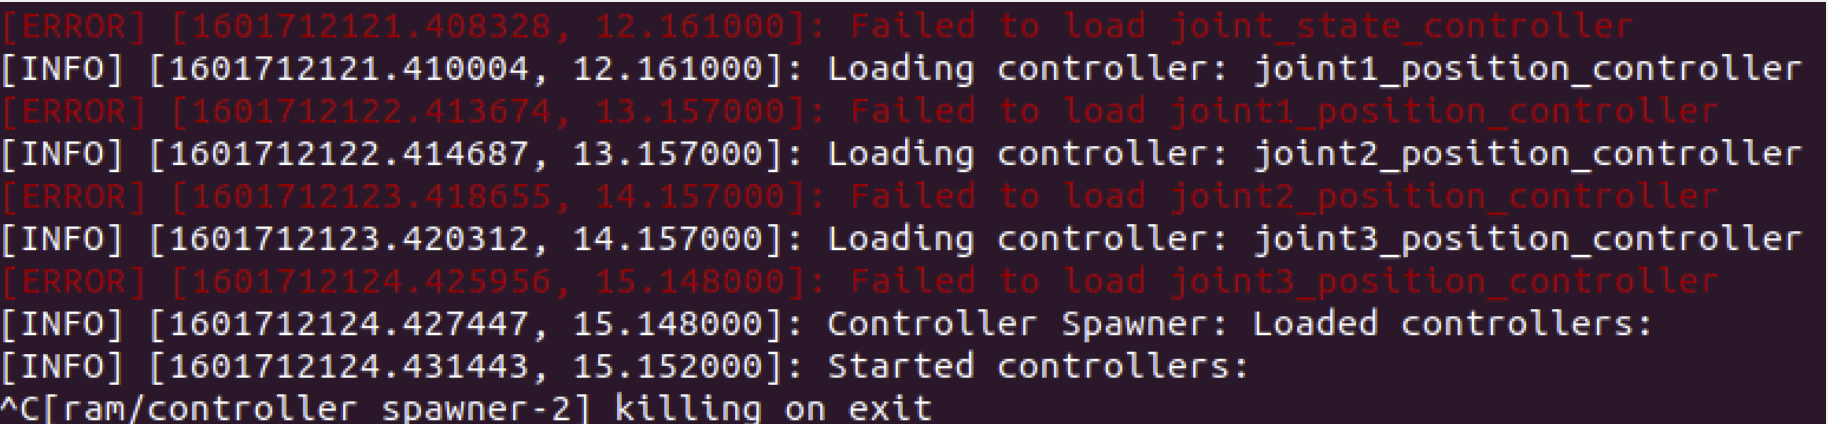 [ERROR] [1601712121.408328, 12.161000]: Failed to load joint_state_controller
[INFO] [1601712121.410004, 12.161000]: Loading controller: joint1_position_controller
[ERROR] [1601712122.413674, 13.157000]: Failed to load joint1_position_controller
[INFO] [1601712122.414687, 13.157000]: Loading controller: joint2_position_controller
[ERROR] [1601712123.418655, 14.157000]: Failed to load joint2_position_controller
[INFO] [1601712123.420312, 14.157000]: Loading controller: joint3_position_controller
[ERROR] [1601712124.425956, 15.148000]: Failed to load joint3_position_controller
[INFO] [1601712124.427447, 15.148000]: Controller Spawner: Loaded controllers:
[INFO] [1601712124.431443, 15.152000]: Started controllers:
^C[ram/controller_spawner-2] killing on exit